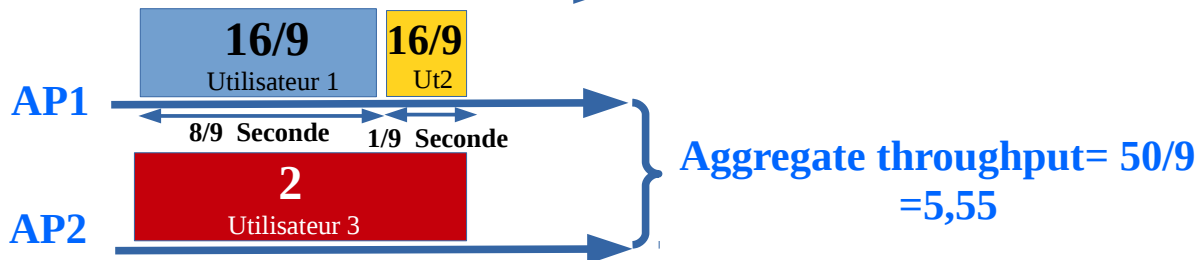 16/9 16/9
Utilisateur 1 Ut2
AP1
8/9 Seconde 1/9 Seconde
Aggregate throughput= 50/9
=5,55
2
Utilisateur 3
AP2